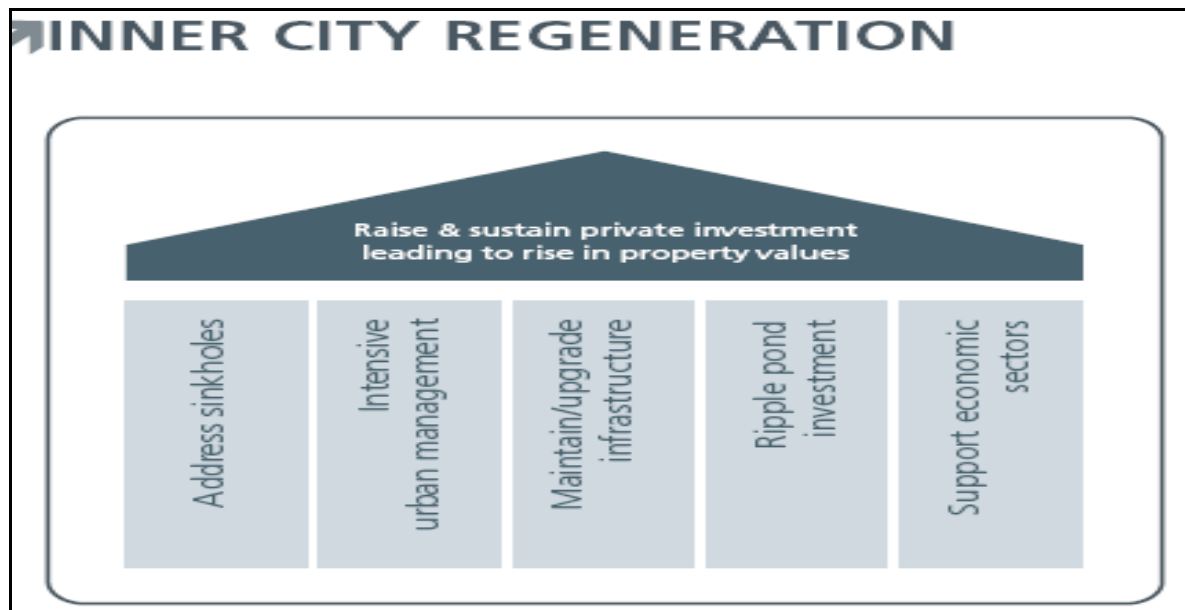 INNER CITY REGENERATION
Raise & sustain private investment
leading to rise in property values
Address sinkholes
Intensive
urban management
Maintain/upgrade
infrastructure
Ripple pond
investment
Support economic
sectors